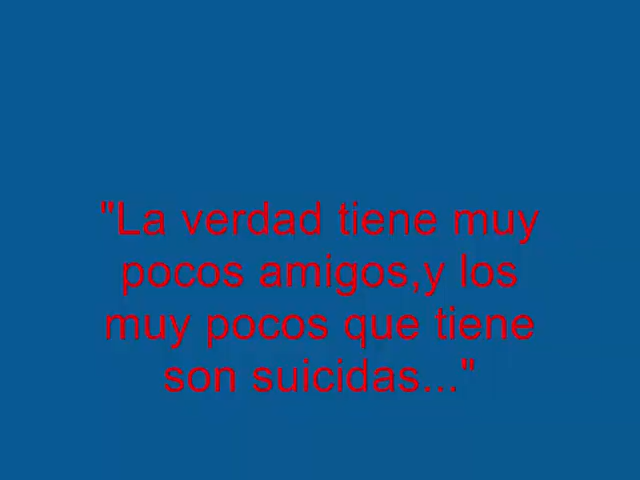 "La verdad tiene muy
pocos amigos,y los
muy pocos que tiene
son suicidas..."